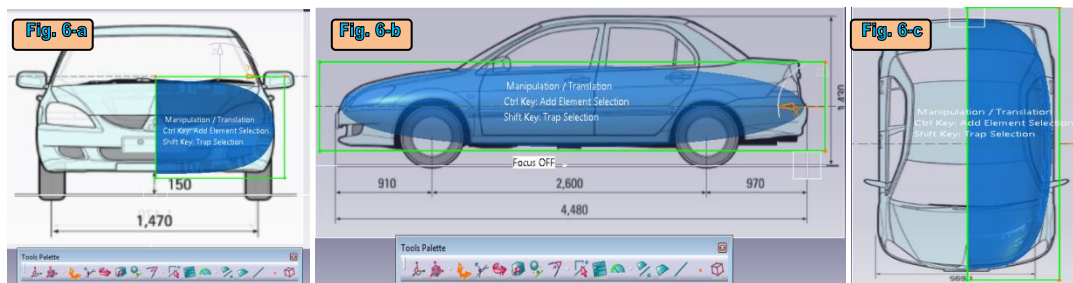 Fig. 6-a
Manipulation / Translation
Ctrl Key: Add Element Selection
Shift Key: Trap Selection
150
1,470
Tools Palette
Fig. 6-b
Manipulation / Translation
Ctrl Key: Add Element Selection
Shift Key: Trap Selection
Focus OFF
910
2,600
970
4,480
Tools Palette
Fig. 6-c
Manipulation / Translation
Ctrl Key: Add Element Selection
Shift Key: Trap Selection